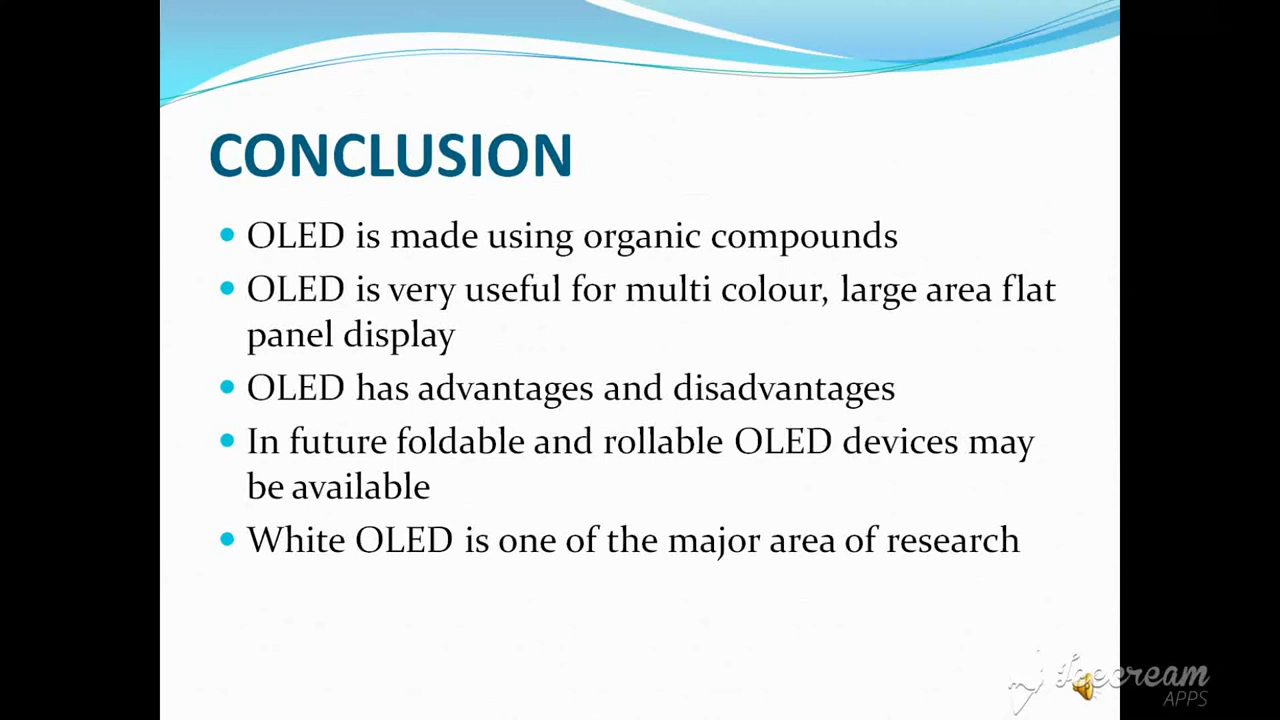 CONCLUSION
• OLED is made using organic compounds
• OLED is very useful for multi colour, large area flat
panel display
• OLED has advantages and disadvantages
• In future foldable and rollable OLED devices may
be available
• White OLED is one of the major area of research
Icecream
APPS